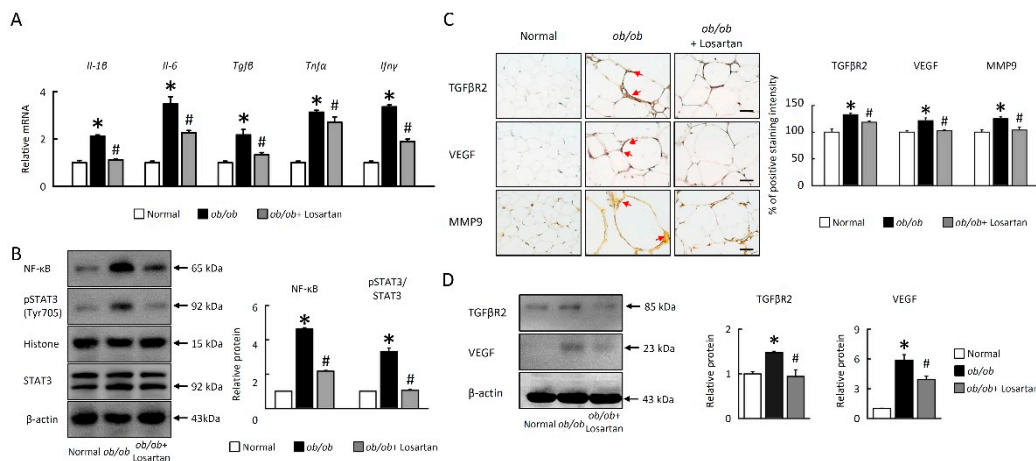 A
Il-1β Il-6 Tgfβ Tnfα Ifnγ
Relative mRNA
4
2
0
Normal ob/ob ob/ob+ Losartan
B
NF-κB 65 kDa
pSTAT3 92 kDa
(Tyr705)
Histone 15 kDa
STAT3 92 kDa
β-actin 43kDa
Normal ob/ob ob/ob+
Losartan
NF-κB pSTAT3/
STAT3
Relative protein
6
4
2
0
* # * #
Normal ob/ob ob/ob+ Losartan
C
Normal ob/ob ob/ob
+ Losartan
TGFβR2
VEGF
MMP9
TGFβR2 VEGF MMP9
% of positive staining intensity
150
100
50
0
* # * # * #
Normal ob/ob ob/ob+ Losartan
D
TGFβR2 85 kDa
VEGF 23 kDa
β-actin 43 kDa
Normal ob/ob ob/ob+
Losartan
TGFβR2
Relative protein
2
1
0
* #
VEGF
Relative protein
8
6
4
2
0
* #
Normal
ob/ob
ob/ob+ Losartan